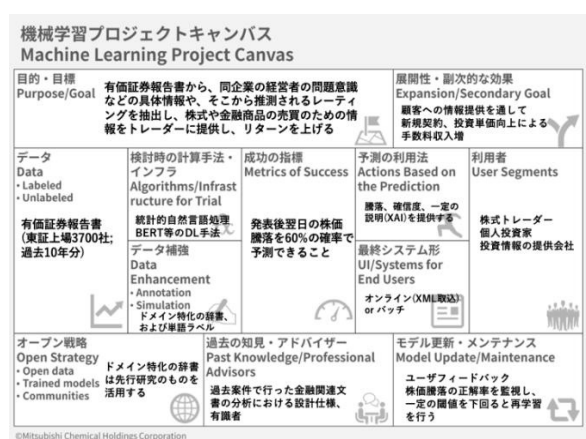 機械学習プロジェクトキャンバス
Machine Learning Project Canvas
目的・目標
Purpose/Goal
有価証券報告書から、同企業の経営者の問題意識
などの具体情報や、そこから推測されるレーティ
ングを抽出し、株式や金融商品の売買のための情
報をトレーダーに提供し、リターンを上げる
展開性・副次的な効果
Expansion/Secondary Goal
顧客への情報提供を通して
新規契約、投資単価向上による
手数料収入増
データ
Data
• Labeled
• Unlabeled
有価証券報告書
(東証上場3700社;
過去10年分)
検討時の計算手法・
インフラ
Algorithms/Infrast
ructure for Trial
統計的自然言語処理
BERT等のDL手法
データ補強
Data
Enhancement
• Annotation
• Simulation
ドメイン特化の辞書、
および単語ラベル
成功の指標
Metrics of Success
発表後翌日の株価
騰落を60%の確率で
予測できること
予測の利用法
Actions Based on
the Prediction
騰落、確信度、一定の
説明(XAI)を提供する
最終システム形
UI/Systems for
End Users
オンライン(XML取込)
or バッチ
利用者
User Segments
株式トレーダー
個人投資家
投資情報の提供会社
オープン戦略
Open Strategy
• Open data
• Trained models
• Communities
ドメイン特化の辞書
は先行研究のものを
活用する
過去の知見・アドバイザー
Past Knowledge/Professional
Advisors
過去案件で行った金融関連文
書の分析における設計仕様、
有識者
モデル更新・メンテナンス
Model Update/Maintenance
ユーザフィードバック
株価騰落の正解率を監視し、
一定の閾値を下回ると再学習
を行う
©Mitsubishi Chemical Holdings Corporation